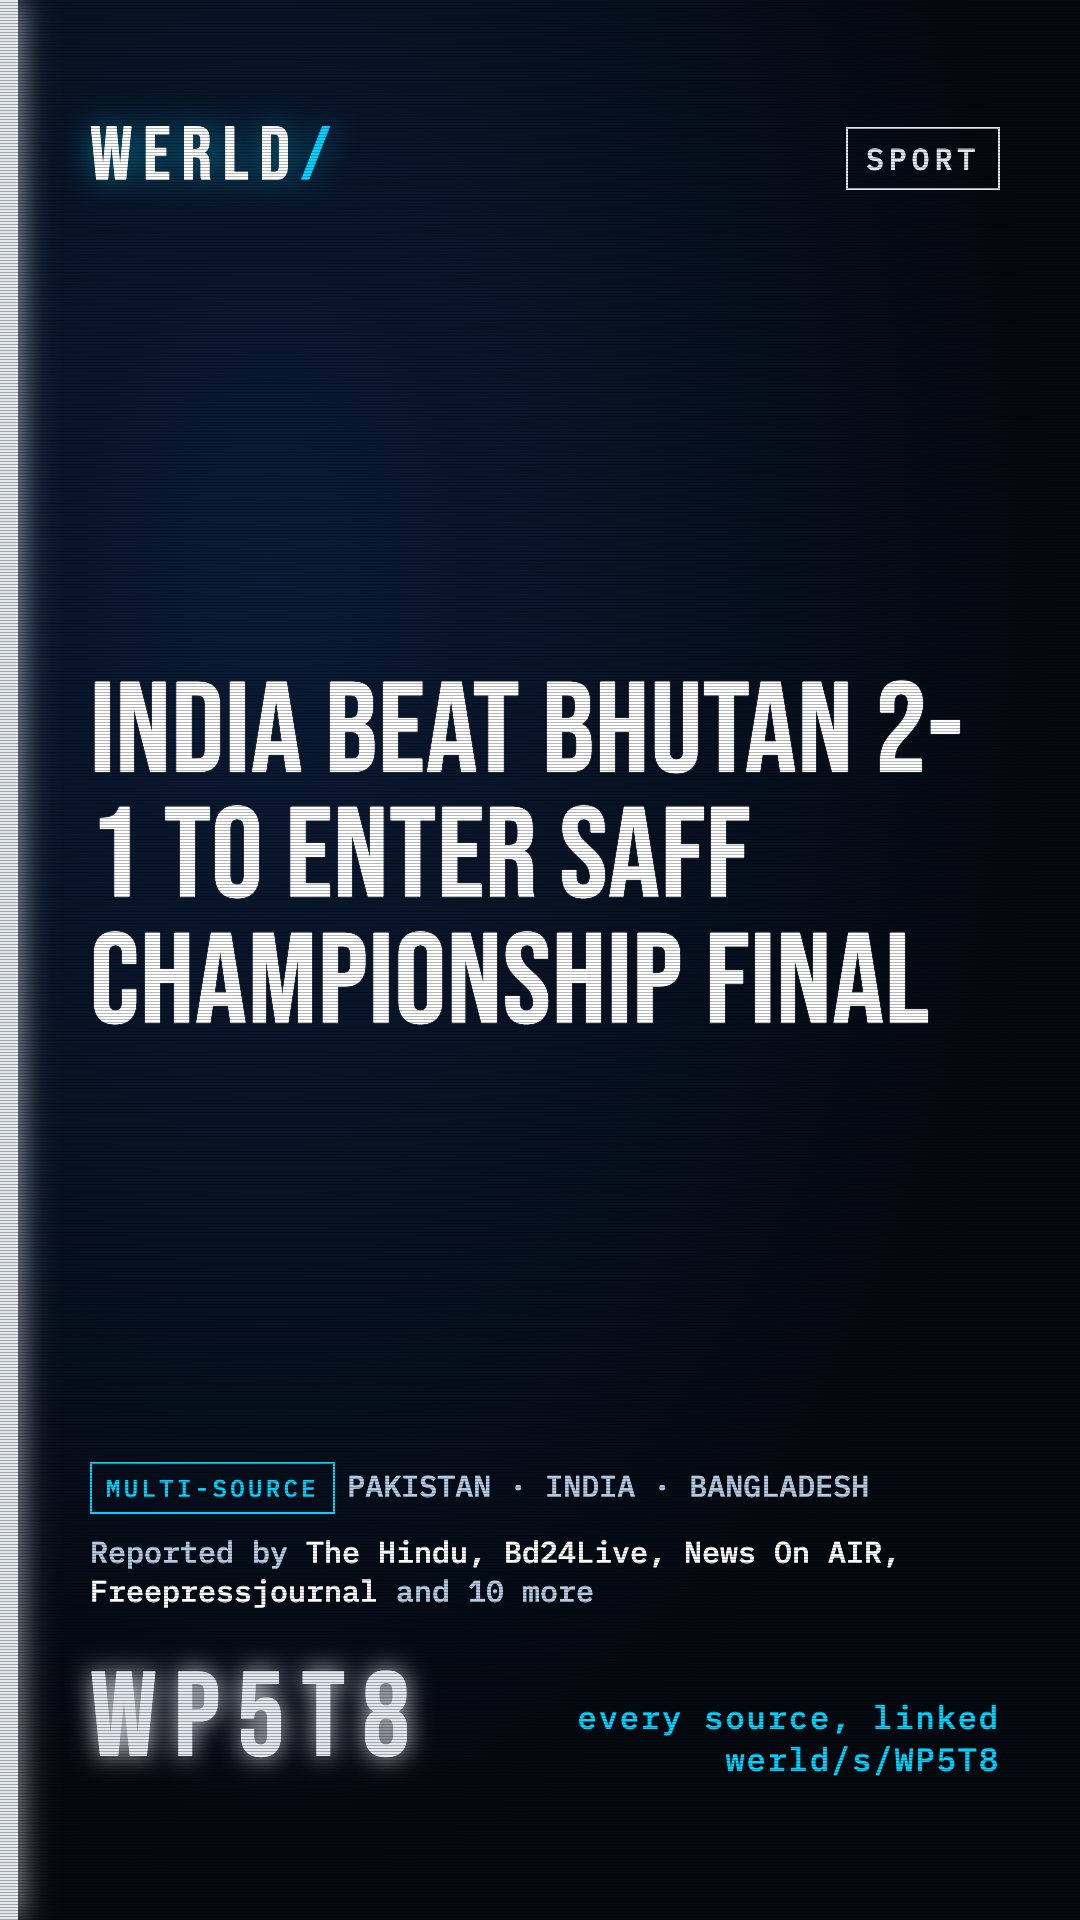 WERLD/
SPORT
INDIA BEAT BHUTAN 2-
1 TO ENTER SAFF
CHAMPIONSHIP FINAL
MULTI-SOURCE PAKISTAN · INDIA · BANGLADESH
Reported by The Hindu, Bd24Live, News On AIR,
Freepressjournal and 10 more
WP5T8
every source, linked
werld/s/WP5T8